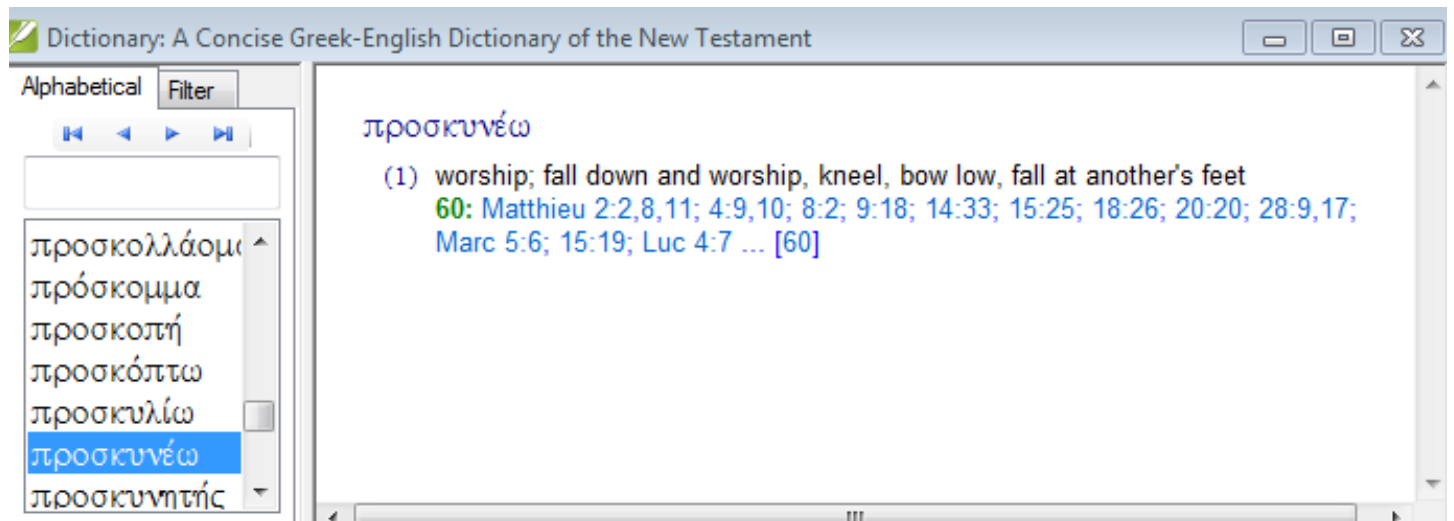 Dictionary: A Concise Greek-English Dictionary of the New Testament
Alphabetical Filter
προσκολλάομα
πρόσκομμα
προσκοπή
προσκόπτω
προσκυλίω
προσκυνέω
προσκυνητής
προσκυνέω
(1) worship; fall down and worship, kneel, bow low, fall at another's feet
60: Matthieu 2:2,8,11; 4:9,10; 8:2; 9:18; 14:33; 15:25; 18:26; 20:20; 28:9,17;
Marc 5:6; 15:19; Luc 4:7 ... [60]